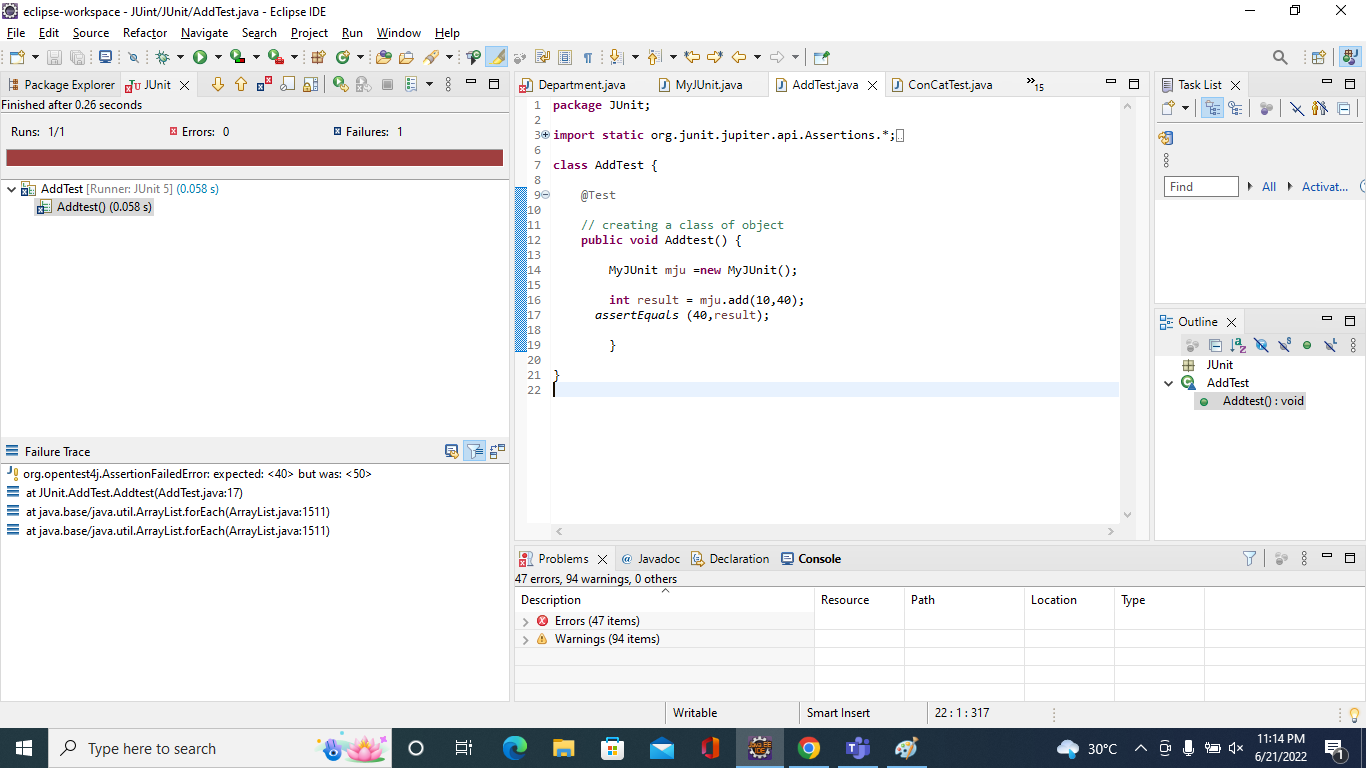 eclipse-workspace - JUint/JUnit/AddTest.java - Eclipse IDE
File Edit Source Refactor Navigate Search Project Run Window Help
Package Explorer JUnit
Finished after 0.26 seconds
Runs: 1/1 Errors: 0 Failures: 1
AddTest [Runner: JUnit 5] (0.058 s)
Addtest() (0.058 s)
Failure Trace
org.opentest4j.AssertionFailedError: expected: <40> but was: <50>
at JUnit.AddTest.Addtest(AddTest.java:17)
at java.base/java.util.ArrayList.forEach(ArrayList.java:1511)
at java.base/java.util.ArrayList.forEach(ArrayList.java:1511)
Department.java MyJUnit.java AddTest.java ConCatTest.java »15
1 package JUnit;
2
3 import static org.junit.jupiter.api.Assertions.*;
6
7 class AddTest {
8
9 @Test
10
11 // creating a class of object
12 public void Addtest() {
13
14 MyJUnit mju =new MyJUnit();
15
16 int result = mju.add(10,40);
17 assertEquals (40,result);
18
19 }
20
21 }
22
Task List
Find All Activat...
Outline
JUnit
AddTest
Addtest() : void
Problems Javadoc Declaration Console
47 errors, 94 warnings, 0 others
Description Resource Path Location Type
Errors (47 items)
Warnings (94 items)
Writable Smart Insert 22 : 1 : 317
Type here to search
30°C
11:14 PM
6/21/2022
1